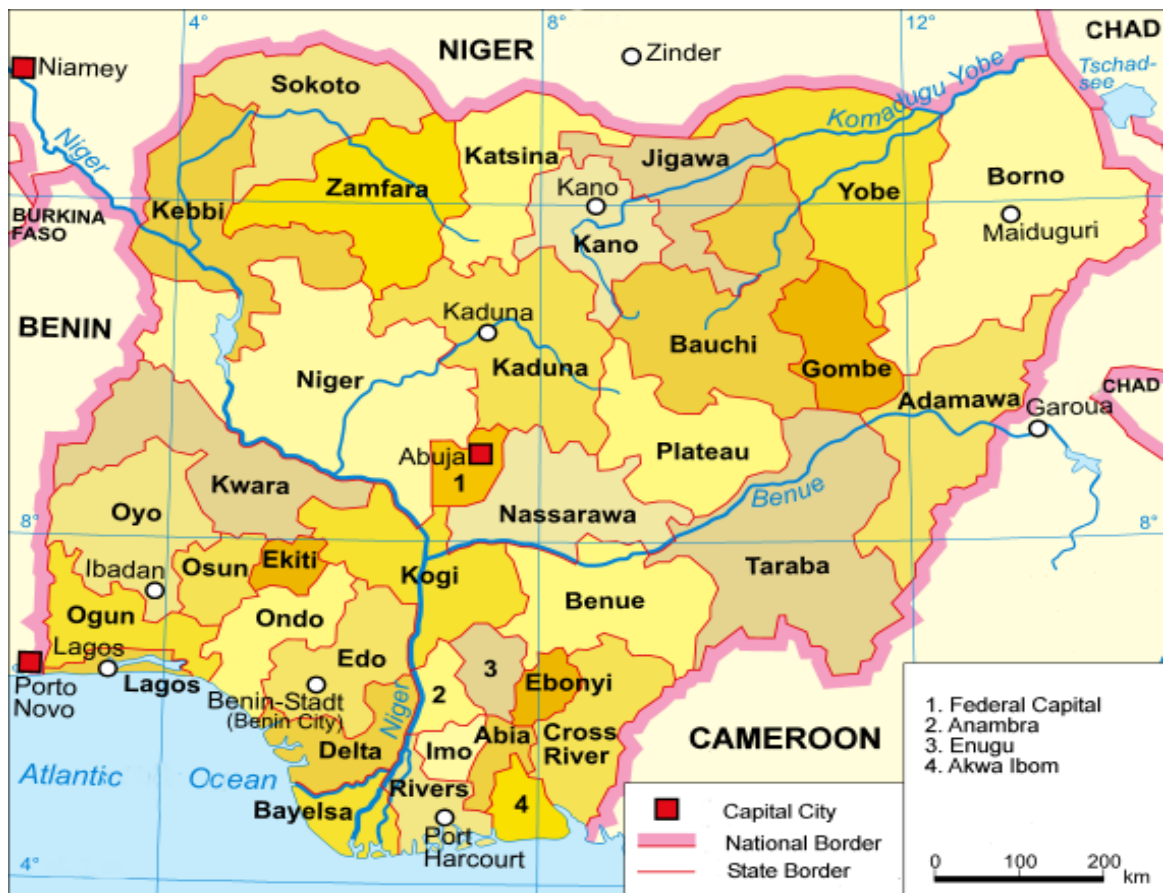 4°
8°
12°
NIGER
Zinder
CHAD
Niamey
Tschad-
see
Sokoto
Komadugu Yobe
Niger
Katsina
Jigawa
Zamfara
Kano
Yobe
Borno
Kebbi
BURKINA
FASO
Maiduguri
Kano
BENIN
Kaduna
Bauchi
Gombe
Niger
Kaduna
CHAD
Adamawa
Garoua
Abuja
Plateau
1
Kwara
Benue
Oyo
Nassarawa
8°
8°
Ibadan
Osun
Ekiti
Kogi
Taraba
Benue
Ogun
Ondo
Lagos
Edo
3
4°
Porto
Novo
Lagos
Benin-Stadt
(Benin City)
Niger
2
Ebonyi
Delta
Imo
Abia
Cross
River
CAMEROON
Atlantic Ocean
Bayelsa
Rivers
4
Port
Harcourt
4°
8°
12°
1. Federal Capital
2. Anambra
3. Enugu
4. Akwa Ibom
Capital City
National Border
State Border
0 100 200
km